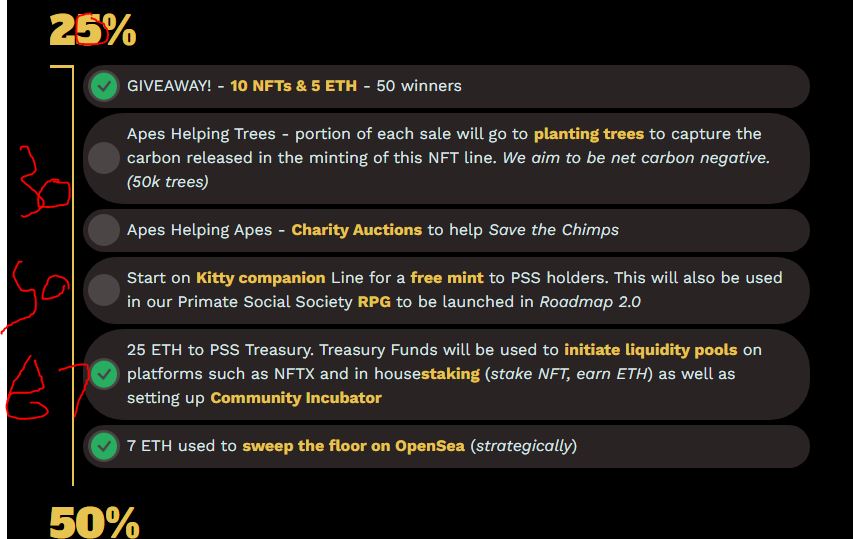 25%
GIVEAWAY! - 10 NFTs & 5 ETH - 50 winners
Apes Helping Trees - portion of each sale will go to planting trees to capture the
carbon released in the minting of this NFT line. We aim to be net carbon negative.
(50k trees)
30
Apes Helping Apes - Charity Auctions to help Save the Chimps
Start on Kitty companion Line for a free mint to PSS holders. This will also be used
in our Primate Social Society RPG to be launched in Roadmap 2.0
25 ETH to PSS Treasury. Treasury Funds will be used to initiate liquidity pools on
platforms such as NFTX and in housestaking (stake NFT, earn ETH) as well as
setting up Community Incubator
7 ETH used to sweep the floor on OpenSea (strategically)
50%